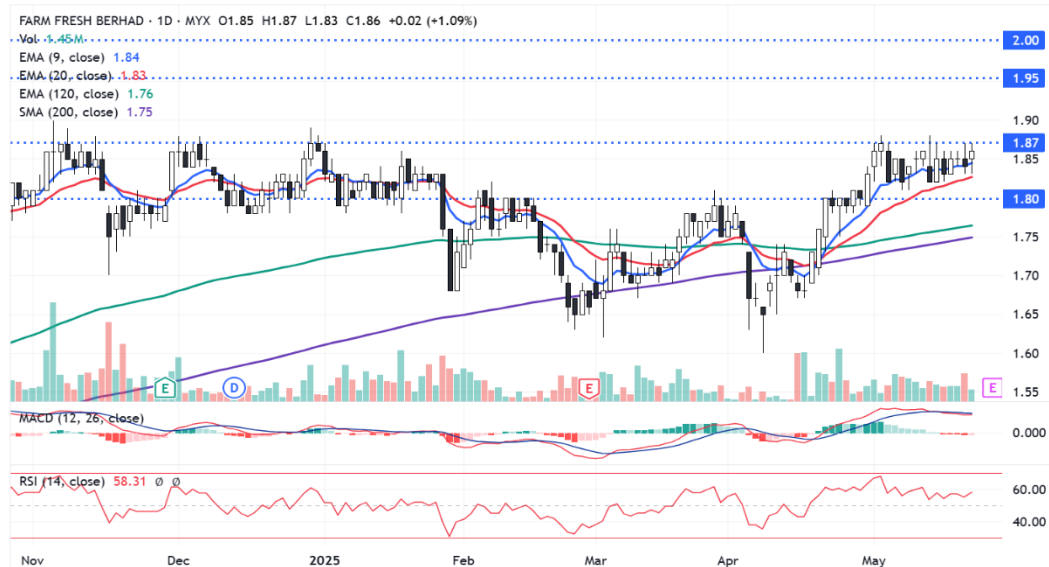 FARM FRESH BERHAD · 1D · MYX O1.85 H1.87 L1.83 C1.86 +0.02 (+1.09%)
Vol 1.45M
EMA (9, close) 1.84
EMA (20, close) 1.83
EMA (120, close) 1.76
SMA (200, close) 1.75
2.00
1.95
1.90
1.87
1.85
1.80
1.75
1.70
1.65
1.60
1.55
E D E E
MACD (12, 26, close)
0.000
RSI (14, close) 58.31 ∅ ∅
60.00
40.00
Nov Dec 2025 Feb Mar Apr May